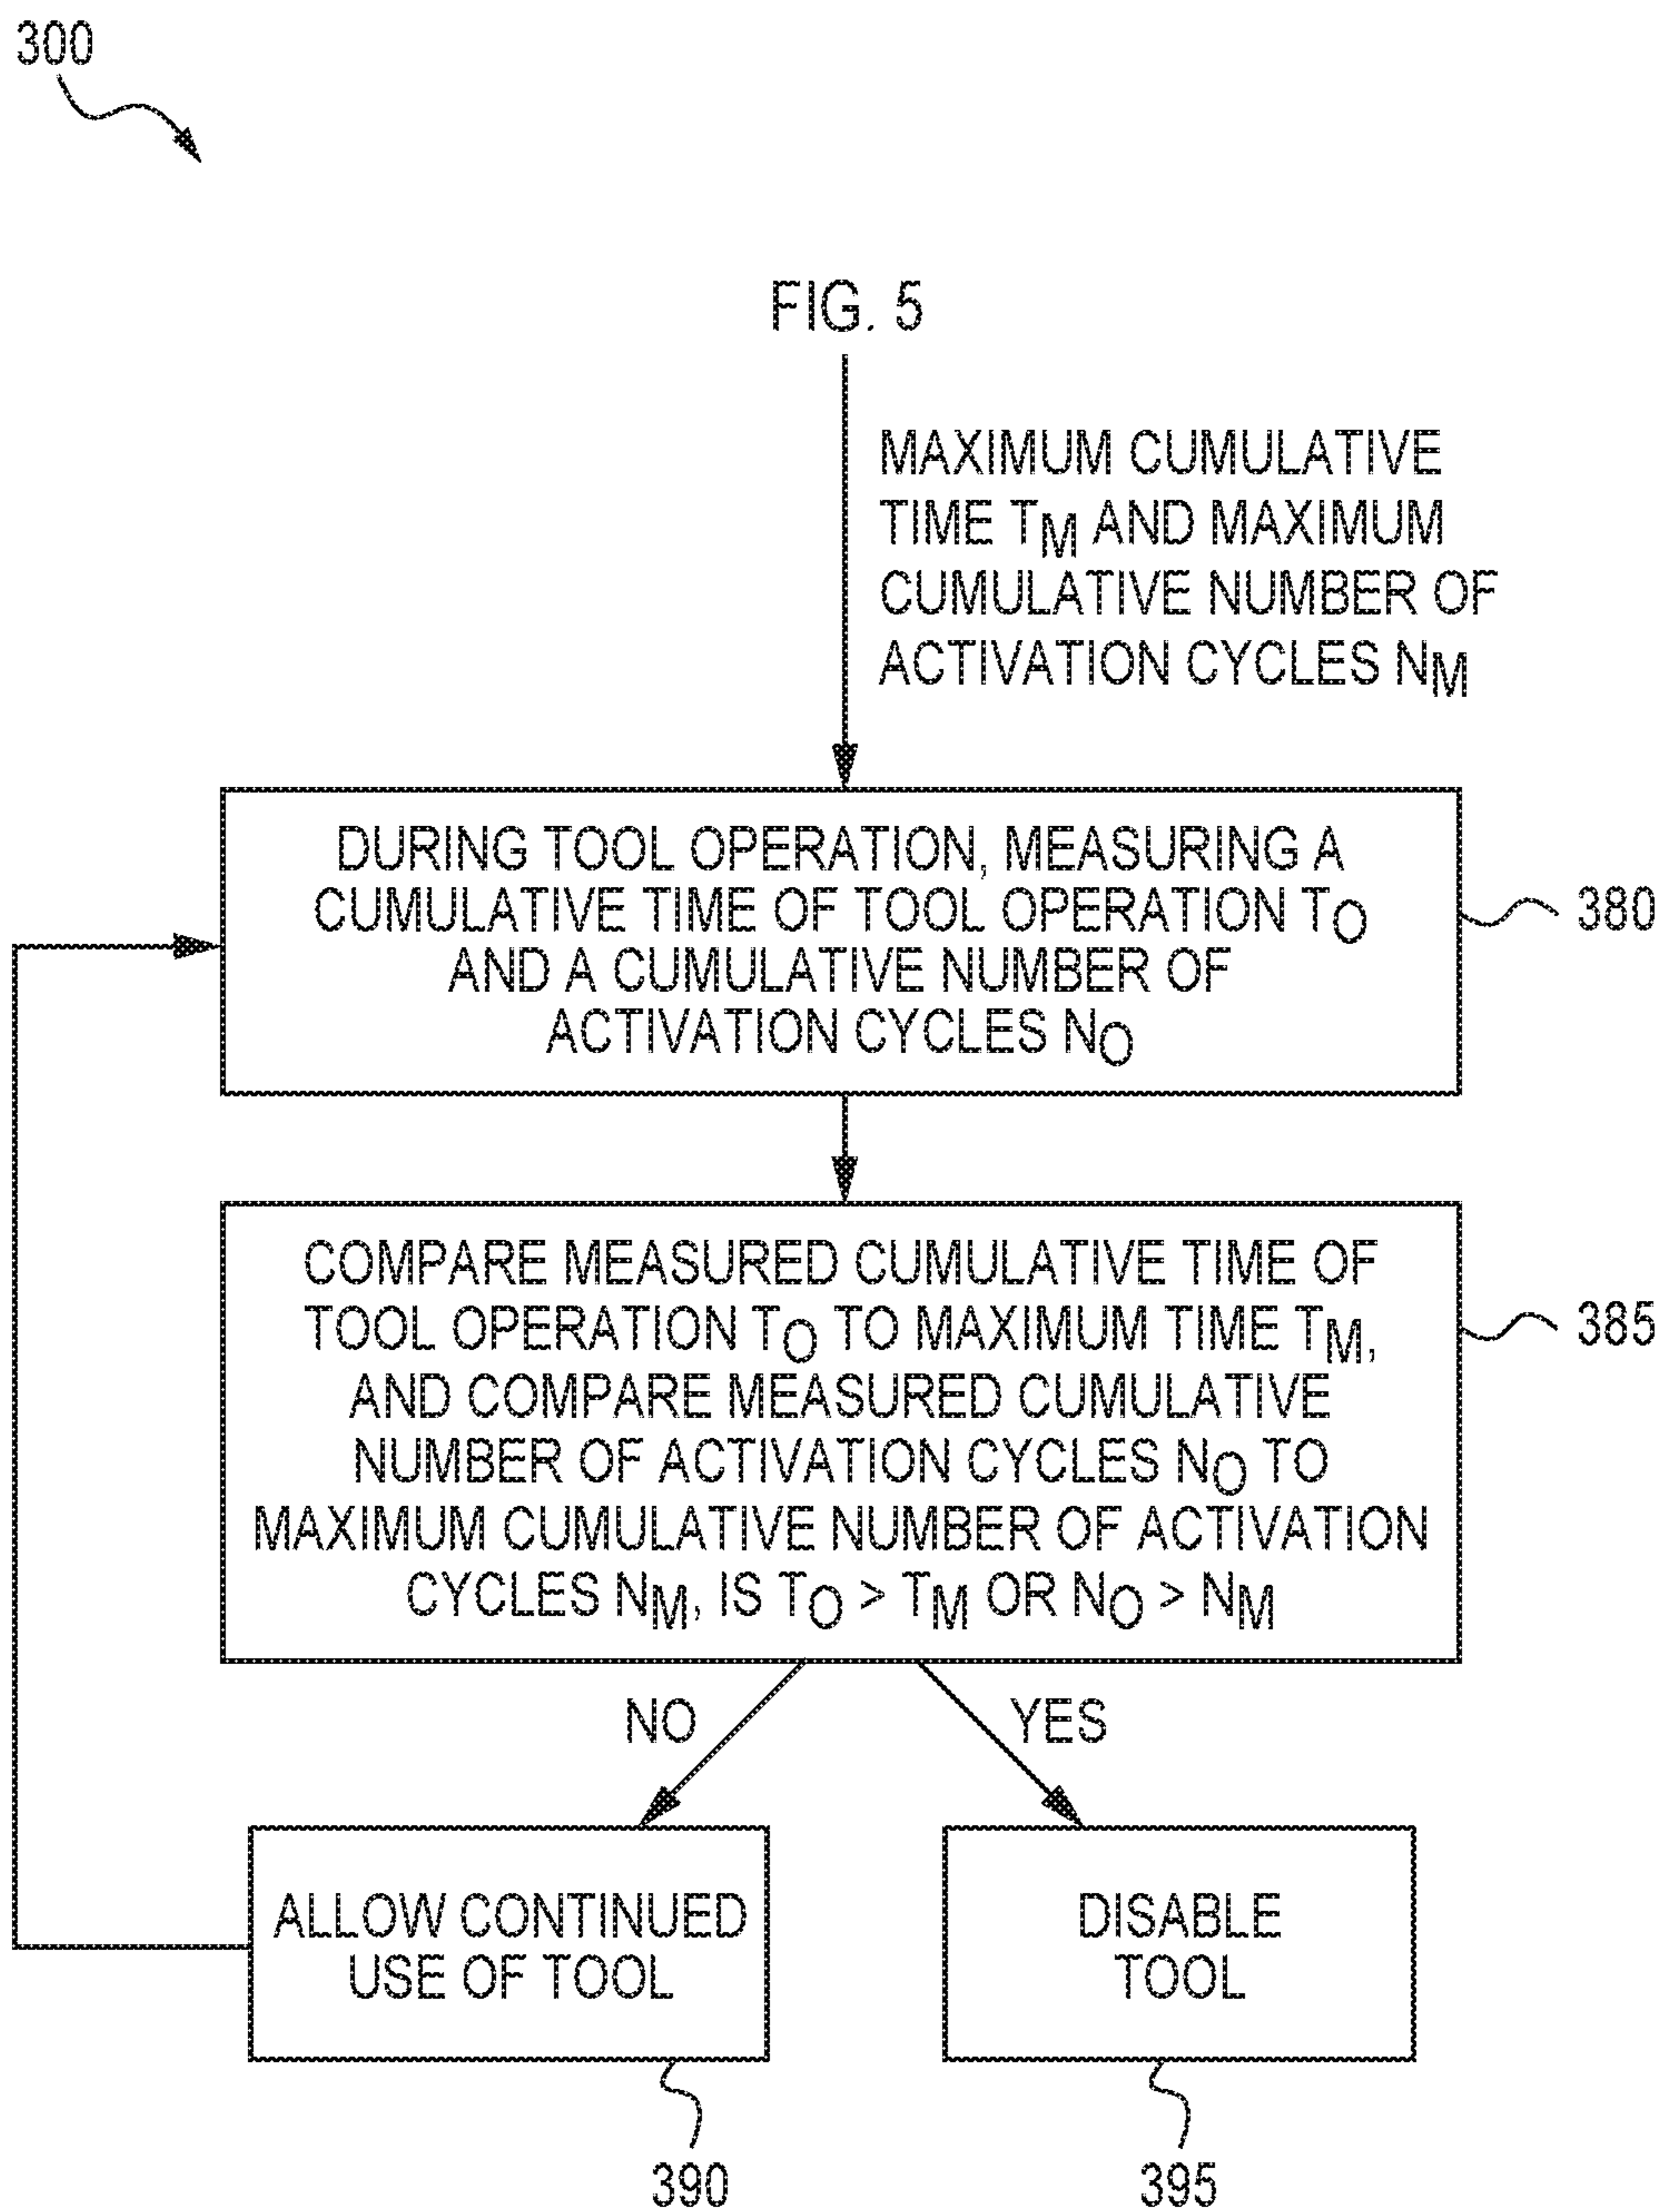 300
FIG. 5
MAXIMUM CUMULATIVE
TIME TM AND MAXIMUM
CUMULATIVE NUMBER OF
ACTIVATION CYCLES NM
DURING TOOL OPERATION, MEASURING A
CUMULATIVE TIME OF TOOL OPERATION TO
AND A CUMULATIVE NUMBER OF
ACTIVATION CYCLES NO
380
COMPARE MEASURED CUMULATIVE TIME OF
TOOL OPERATION TO TO MAXIMUM TIME TM,
AND COMPARE MEASURED CUMULATIVE
NUMBER OF ACTIVATION CYCLES NO TO
MAXIMUM CUMULATIVE NUMBER OF ACTIVATION
CYCLES NM, IS TO > TM OR NO > NM
385
NO
YES
ALLOW CONTINUED
USE OF TOOL
DISABLE
TOOL
390
395